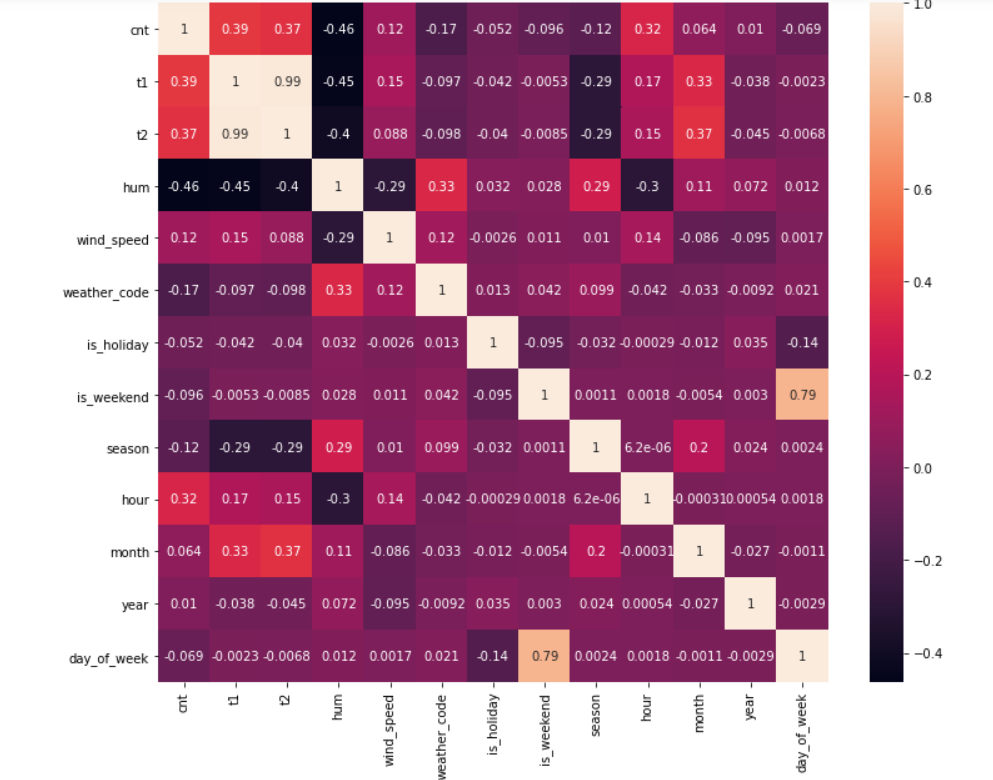 cnt 1 0.39 0.37 -0.46 0.12 -0.17 -0.052 -0.096 -0.12 0.32 0.064 0.01 -0.069
t1 0.39 1 0.99 -0.45 0.15 -0.097 -0.042 -0.0053 -0.29 0.17 0.33 -0.038 -0.0023
t2 0.37 0.99 1 -0.4 0.088 -0.098 -0.04 -0.0085 -0.29 0.15 0.37 -0.045 -0.0068
hum -0.46 -0.45 -0.4 1 -0.29 0.33 0.032 0.028 0.29 -0.3 0.11 0.072 0.012
wind_speed 0.12 0.15 0.088 -0.29 1 0.12 -0.0026 0.011 0.01 0.14 -0.086 -0.095 0.0017
weather_code -0.17 -0.097 -0.098 0.33 0.12 1 0.013 0.042 0.099 -0.042 -0.033 -0.0092 0.021
is_holiday -0.052 -0.042 -0.04 0.032 -0.0026 0.013 1 -0.095 -0.032 -0.00029 -0.012 0.035 -0.14
is_weekend -0.096 -0.0053 -0.0085 0.028 0.011 0.042 -0.095 1 0.0011 0.0018 -0.0054 0.003 0.79
season -0.12 -0.29 -0.29 0.29 0.01 0.099 -0.032 0.0011 1 6.2e-06 0.2 0.024 0.0024
hour 0.32 0.17 0.15 -0.3 0.14 -0.042 -0.00029 0.0018 6.2e-06 1 -0.00031 0.00054 0.0018
month 0.064 0.33 0.37 0.11 -0.086 -0.033 -0.012 -0.0054 0.2 -0.00031 1 -0.027 -0.0011
year 0.01 -0.038 -0.045 0.072 -0.095 -0.0092 0.035 0.003 0.024 0.00054 -0.027 1 -0.0029
day_of_week -0.069 -0.0023 -0.0068 0.012 0.0017 0.021 -0.14 0.79 0.0024 0.0018 -0.0011 -0.0029 1
cnt t1 t2 hum wind_speed weather_code is_holiday is_weekend season hour month year day_of_week
1.0
0.8
0.6
0.4
0.2
0.0
−0.2
−0.4